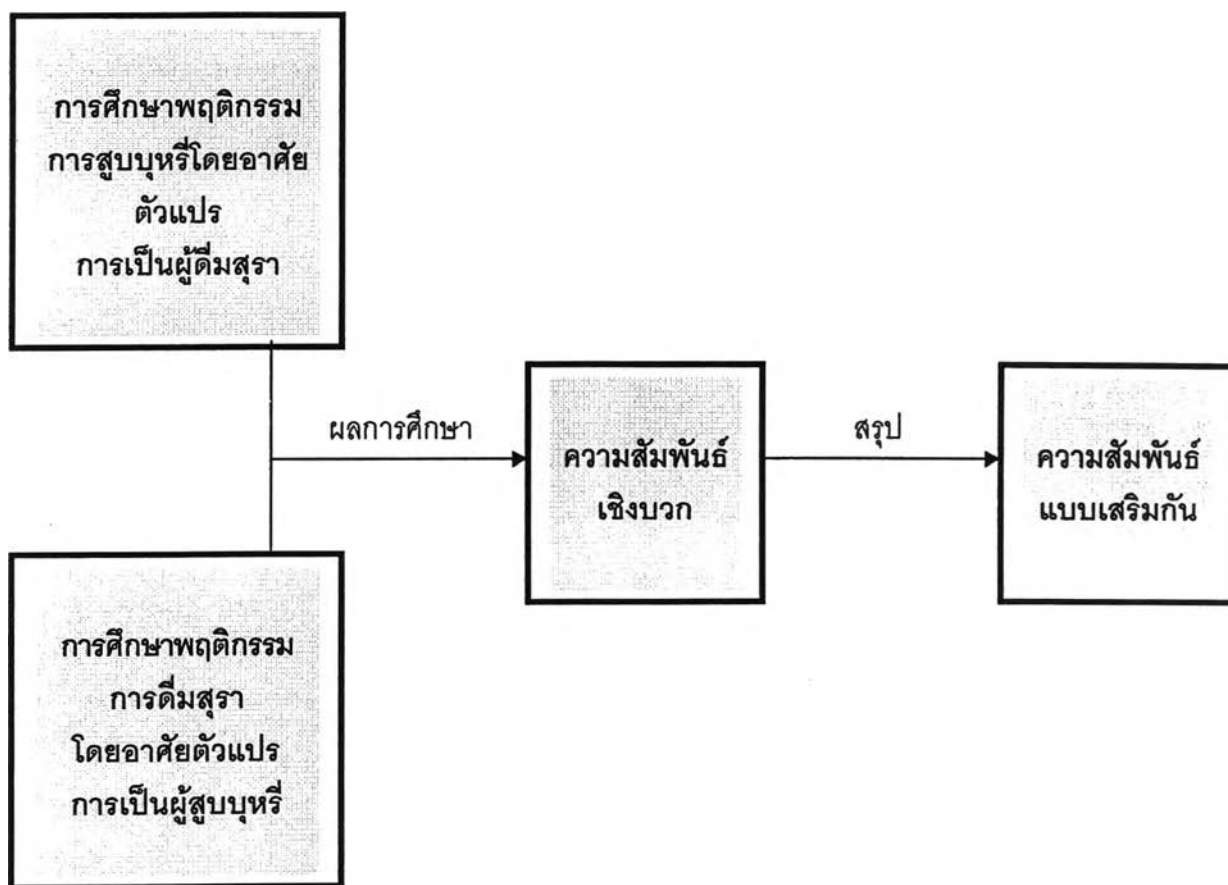 การศึกษาพฤติกรรม
การสูบบุหรี่โดยอาศัย
ตัวแปร
การเป็นผู้ดื่มสุรา
ผลการศึกษา
ความสัมพันธ์
เชิงบวก
สรุป
ความสัมพันธ์
แบบเสริมกัน
การศึกษาพฤติกรรม
การดื่มสุรา
โดยอาศัยตัวแปร
การเป็นผู้สูบบุหรี่